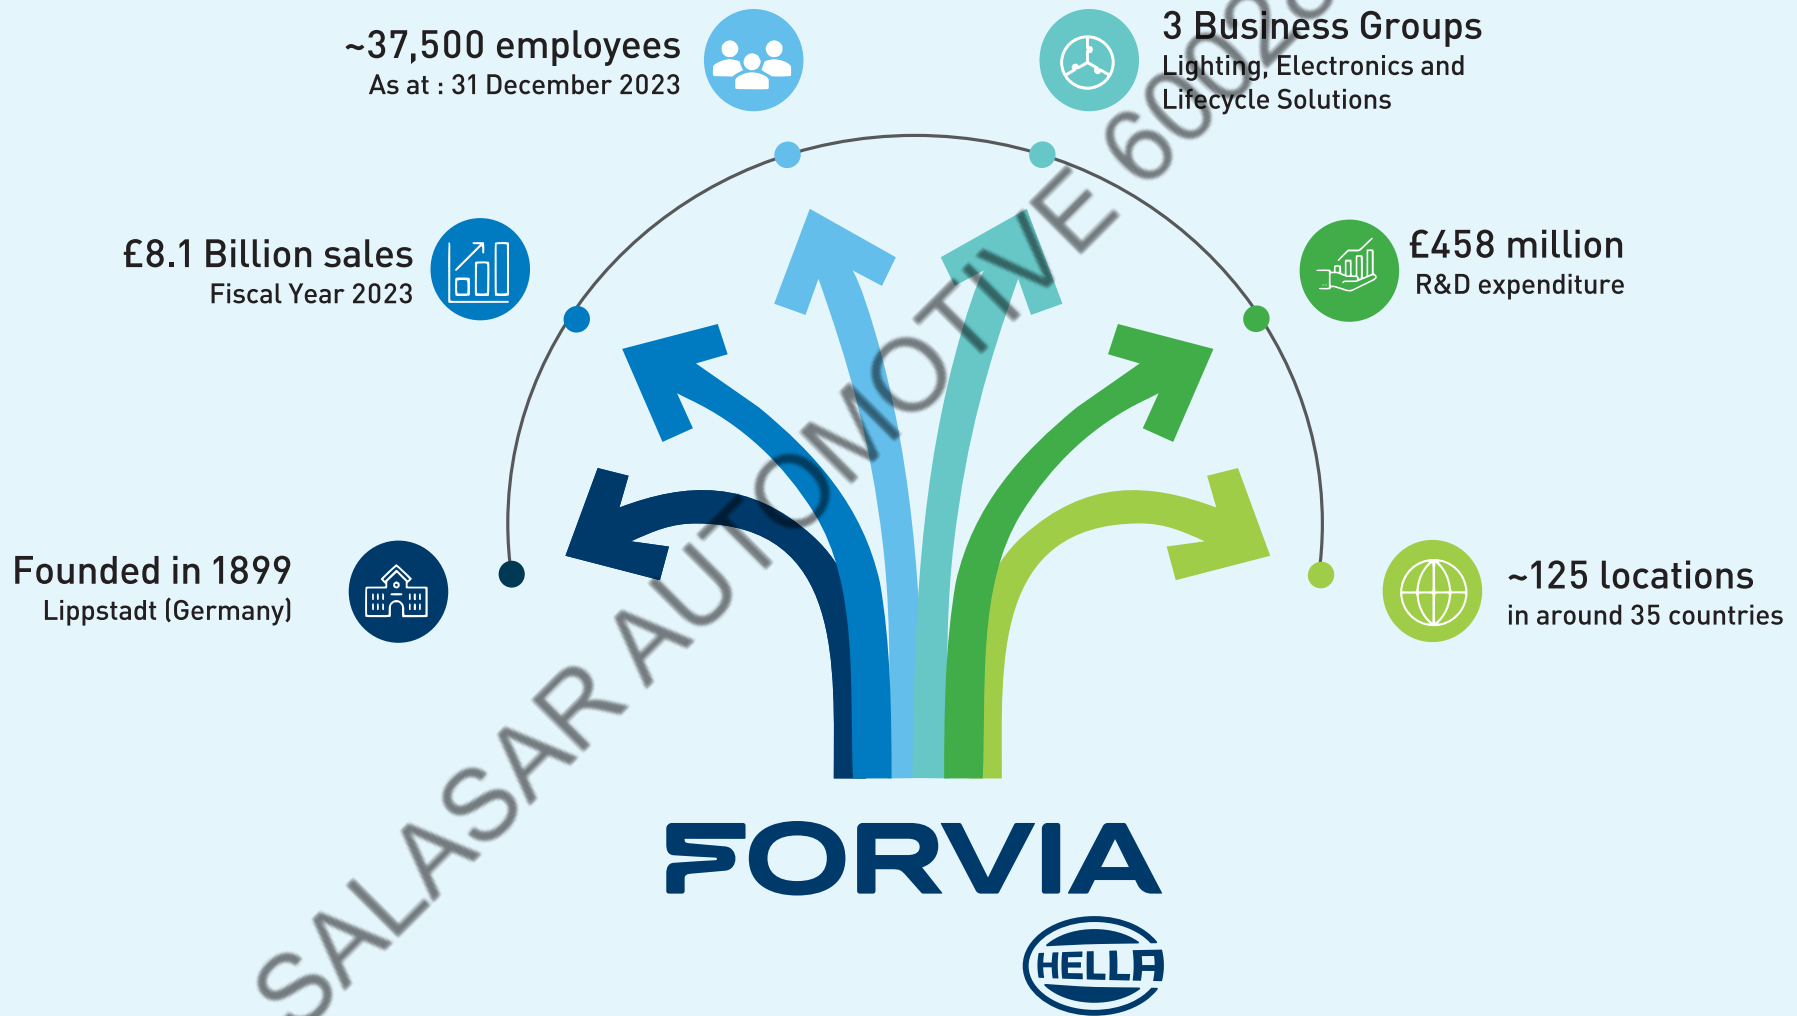 ~37,500 employees
As at : 31 December 2023
3 Business Groups
Lighting, Electronics and
Lifecycle Solutions
£8.1 Billion sales
Fiscal Year 2023
£458 million
R&D expenditure
Founded in 1899
Lippstadt (Germany)
~125 locations
in around 35 countries
SALASAR AUTOMOTIVE
FORVIA
HELLA